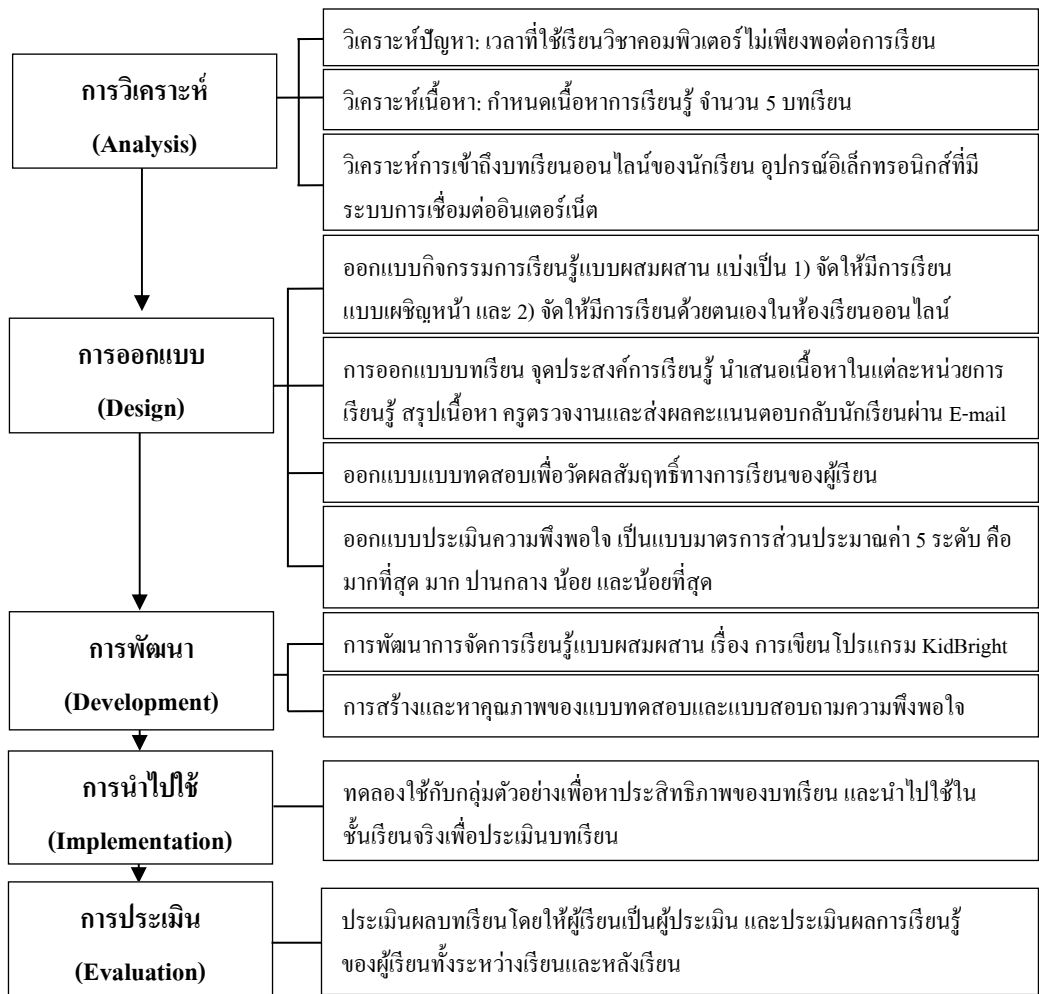 การวิเคราะห์
(Analysis)
วิเคราะห์ปัญหา: เวลาที่ใช้เรียนวิชาคอมพิวเตอร์ไม่เพียงพอต่อการเรียน
วิเคราะห์เนื้อหา: กำหนดเนื้อหาการเรียนรู้ จำนวน 5 บทเรียน
วิเคราะห์การเข้าถึงบทเรียนออนไลน์ของนักเรียน อุปกรณ์อิเล็กทรอนิกส์ที่มี
ระบบการเชื่อมต่ออินเตอร์เน็ต
การออกแบบ
(Design)
ออกแบบกิจกรรมการเรียนรู้แบบผสมผสาน แบ่งเป็น 1) จัดให้มีการเรียน
แบบเผชิญหน้า และ 2) จัดให้มีการเรียนด้วยตนเองในห้องเรียนออนไลน์
การออกแบบบทเรียน จุดประสงค์การเรียนรู้ นำเสนอเนื้อหาในแต่ละหน่วยการ
เรียนรู้ สรุปเนื้อหา ครูตรวจงานและส่งผลคะแนนตอบกลับนักเรียนผ่าน E-mail
ออกแบบแบบทดสอบเพื่อวัดผลสัมฤทธิ์ทางการเรียนของผู้เรียน
ออกแบบประเมินความพึงพอใจ เป็นแบบมาตรการส่วนประมาณค่า 5 ระดับ คือ
มากที่สุด มาก ปานกลาง น้อย และน้อยที่สุด
การพัฒนา
(Development)
การพัฒนาการจัดการเรียนรู้แบบผสมผสาน เรื่อง การเขียนโปรแกรม KidBright
การสร้างและหาคุณภาพของแบบทดสอบและแบบสอบถามความพึงพอใจ
การนำไปใช้
(Implementation)
ทดลองใช้กับกลุ่มตัวอย่างเพื่อหาประสิทธิภาพของบทเรียน และนำไปใช้ใน
ชั้นเรียนจริงเพื่อประเมินบทเรียน
การประเมิน
(Evaluation)
ประเมินผลบทเรียนโดยให้ผู้เรียนเป็นผู้ประเมิน และประเมินผลการเรียนรู้
ของผู้เรียนทั้งระหว่างเรียนและหลังเรียน